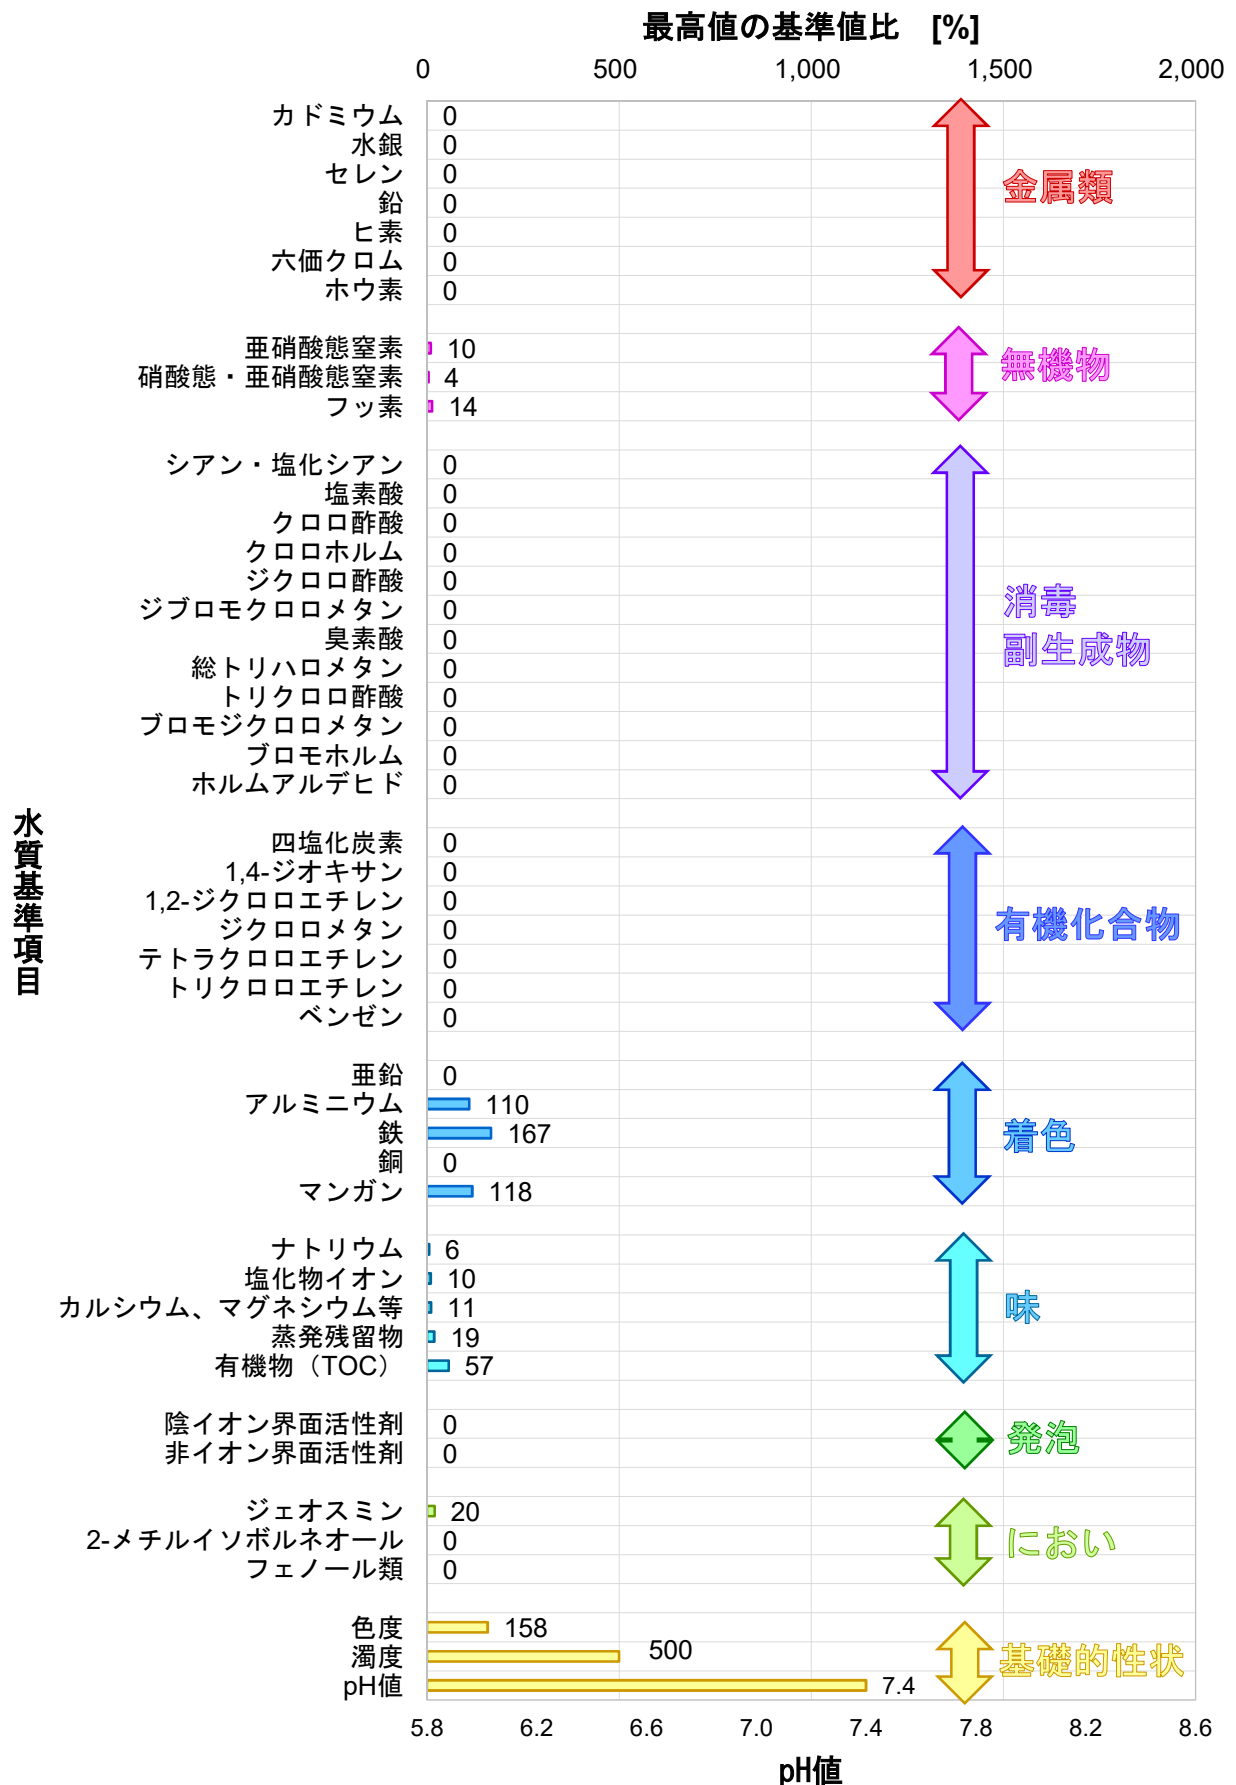 最高値の基準値比 [%]
0 500 1,000 1,500 2,000
カドミウム 0
水銀 0
セレン 0
鉛 0
ヒ素 0
六価クロム 0
ホウ素 0
金属類
亜硝酸態窒素 10
硝酸態・亜硝酸態窒素 4
フッ素 14
無機物
シアン・塩化シアン 0
塩素酸 0
クロロ酢酸 0
クロロホルム 0
ジクロロ酢酸 0
ジブロモクロロメタン 0
臭素酸 0
総トリハロメタン 0
トリクロロ酢酸 0
ブロモジクロロメタン 0
ブロモホルム 0
ホルムアルデヒド 0
消毒
副生成物
水質基準項目
四塩化炭素 0
1,4-ジオキサン 0
1,2-ジクロロエチレン 0
ジクロロメタン 0
テトラクロロエチレン 0
トリクロロエチレン 0
ベンゼン 0
有機化合物
亜鉛 0
アルミニウム 110
鉄 167
銅 0
マンガン 118
着色
ナトリウム 6
塩化物イオン 10
カルシウム、マグネシウム等 11
蒸発残留物 19
有機物（TOC） 57
味
陰イオン界面活性剤 0
非イオン界面活性剤 0
発泡
ジェオスミン 20
2-メチルイソボルネオール 0
フェノール類 0
におい
色度 158
濁度 500
pH値 7.4
基礎的性状
5.8 6.2 6.6 7.0 7.4 7.8 8.2 8.6
pH値